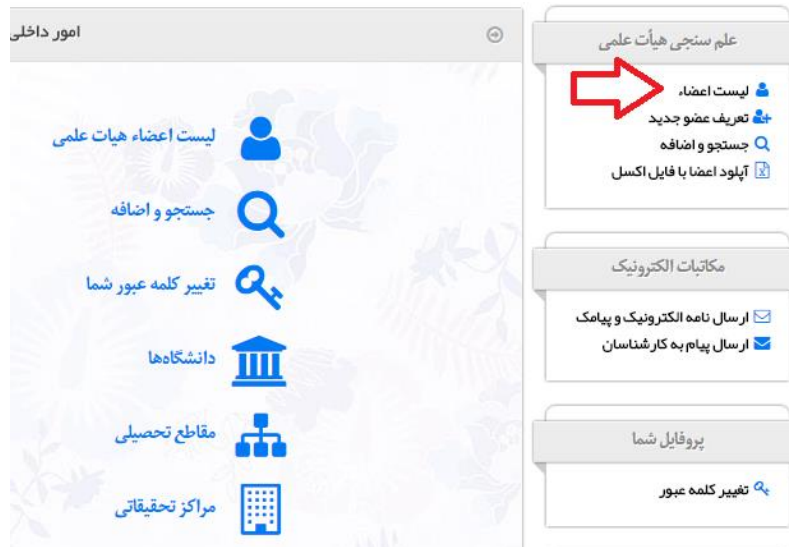 علم سنجی هیأت علمی
لیست اعضاء
تعریف عضو جدید
جستجو و اضافه
آپلود اعضا با فایل اکسل
مکاتبات الکترونیک
ارسال نامه الکترونیک و پیامک
ارسال پیام به کارشناسان
پروفایل شما
تغییر کلمه عبور
امور داخلی
لیست اعضاء هیات علمی
جستجو و اضافه
تغییر کلمه عبور شما
دانشگاه‌ها
مقاطع تحصیلی
مراکز تحقیقاتی